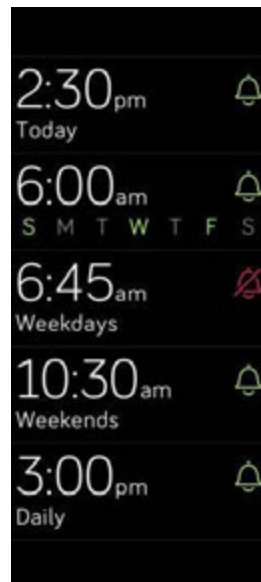 2:30pm
Today
6:00am
S M T W T F S
6:45am
Weekdays
10:30am
Weekends
3:00pm
Daily